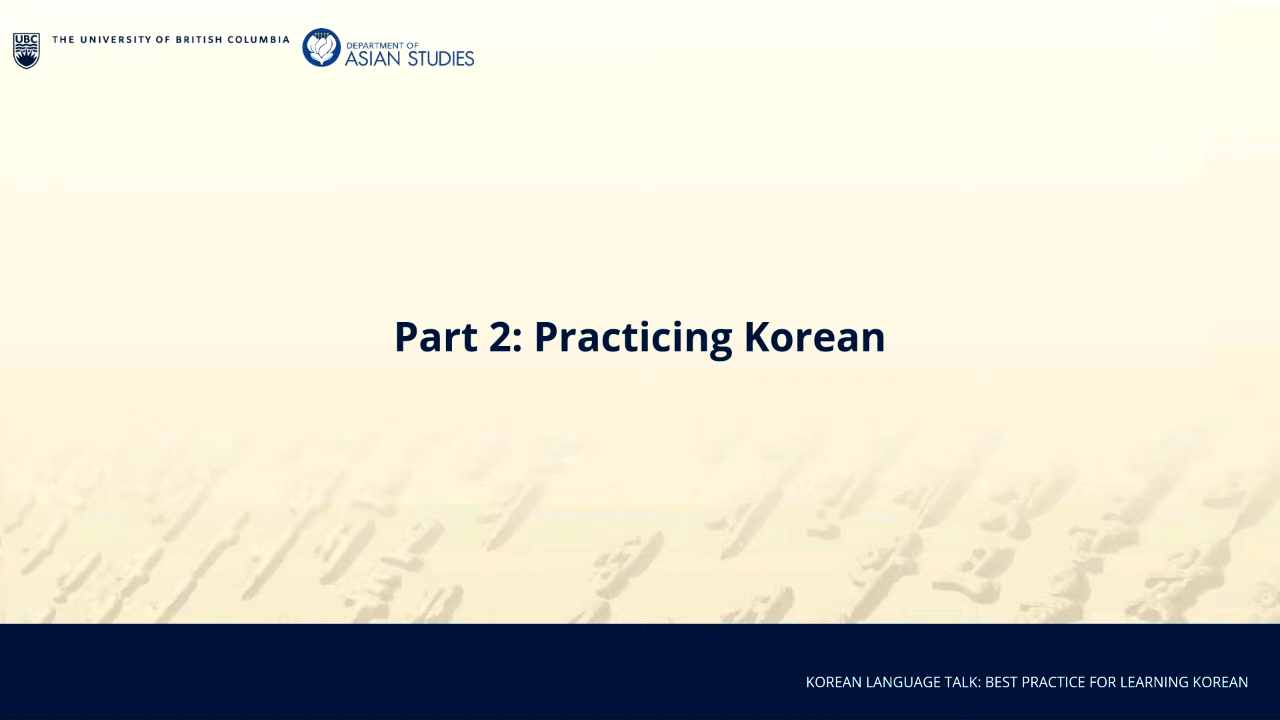 UBC
THE UNIVERSITY OF BRITISH COLUMBIA
DEPARTMENT OF
ASIAN STUDIES
Part 2: Practicing Korean
KOREAN LANGUAGE TALK: BEST PRACTICE FOR LEARNING KOREAN